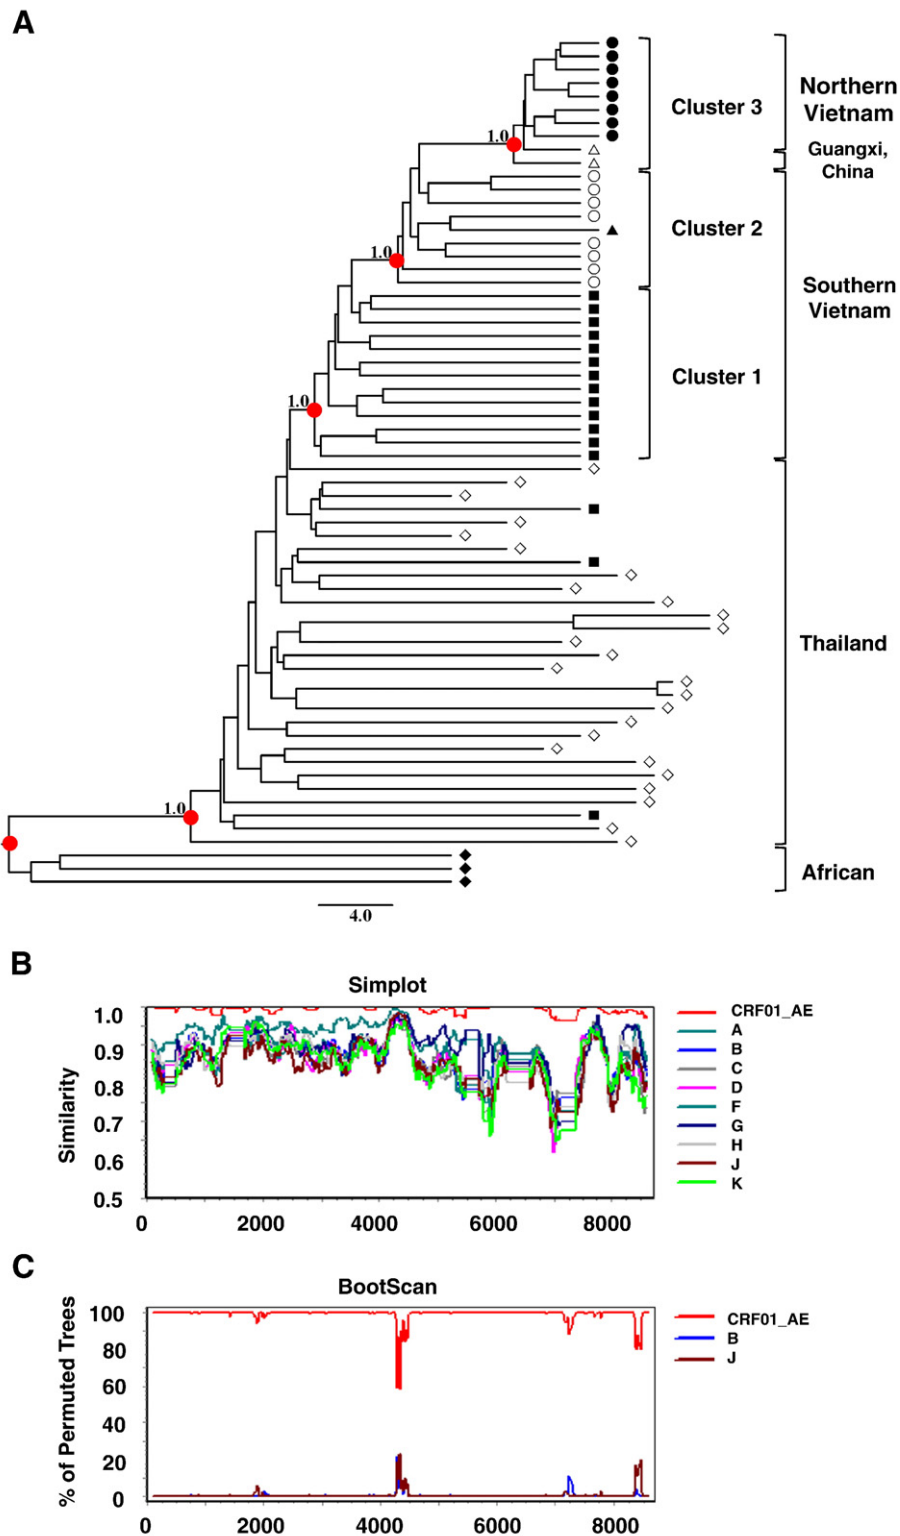 A
Cluster 3
Northern
Vietnam
1.0
Guangxi,
China
Cluster 2
1.0
Southern
Vietnam
Cluster 1
1.0
Thailand
1.0
African
4.0
B
Simplot
Similarity
1.0
0.9
0.8
0.7
0.6
0.5
0 2000 4000 6000 8000
CRF01_AE
A
B
C
D
F
G
H
J
K
C
BootScan
% of Permuted Trees
100
80
60
40
20
0
0 2000 4000 6000 8000
CRF01_AE
B
J